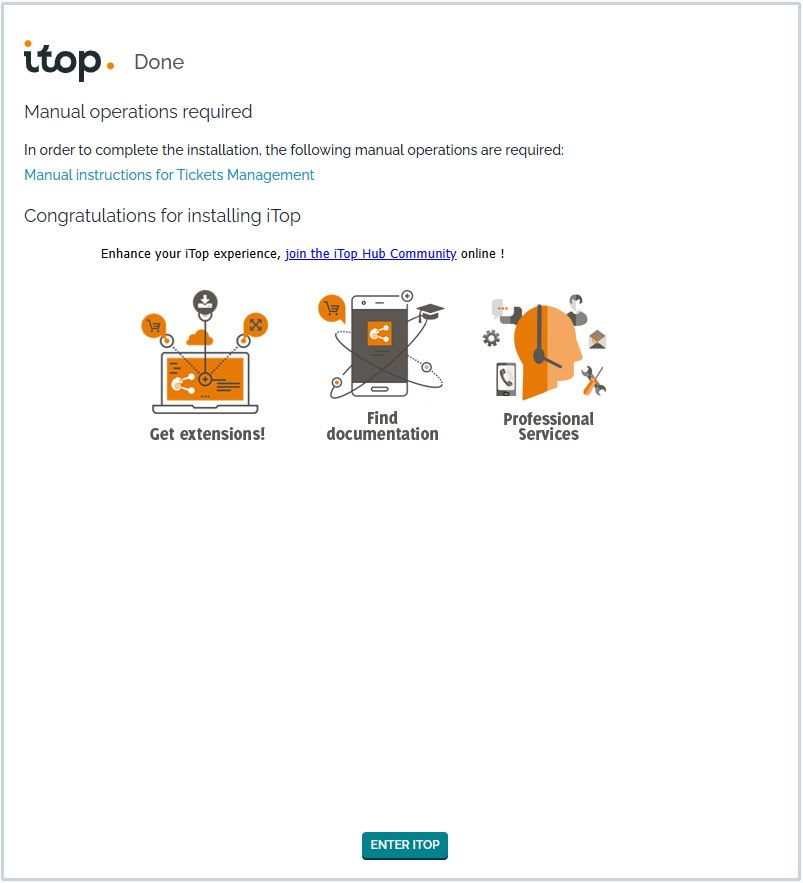 itop. Done
Manual operations required
In order to complete the installation, the following manual operations are required:
Manual instructions for Tickets Management
Congratulations for installing iTop
Enhance your iTop experience, join the iTop Hub Community online !
Get extensions!
Find
documentation
Professional
Services
ENTER ITOP